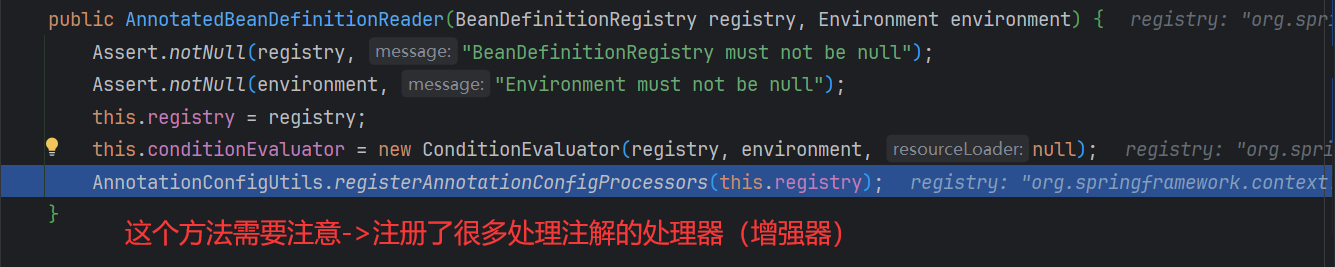 public AnnotatedBeanDefinitionReader(BeanDefinitionRegistry registry, Environment environment) { registry: "org.spri
Assert.notNull(registry, message: "BeanDefinitionRegistry must not be null");
Assert.notNull(environment, message: "Environment must not be null");
this.registry = registry;
this.conditionEvaluator = new ConditionEvaluator(registry, environment, resourceLoader: null); registry: "org.spri
AnnotationConfigUtils.registerAnnotationConfigProcessors(this.registry); registry: "org.springframework.context
}
这个方法需要注意->注册了很多处理注解的处理器（增强器）